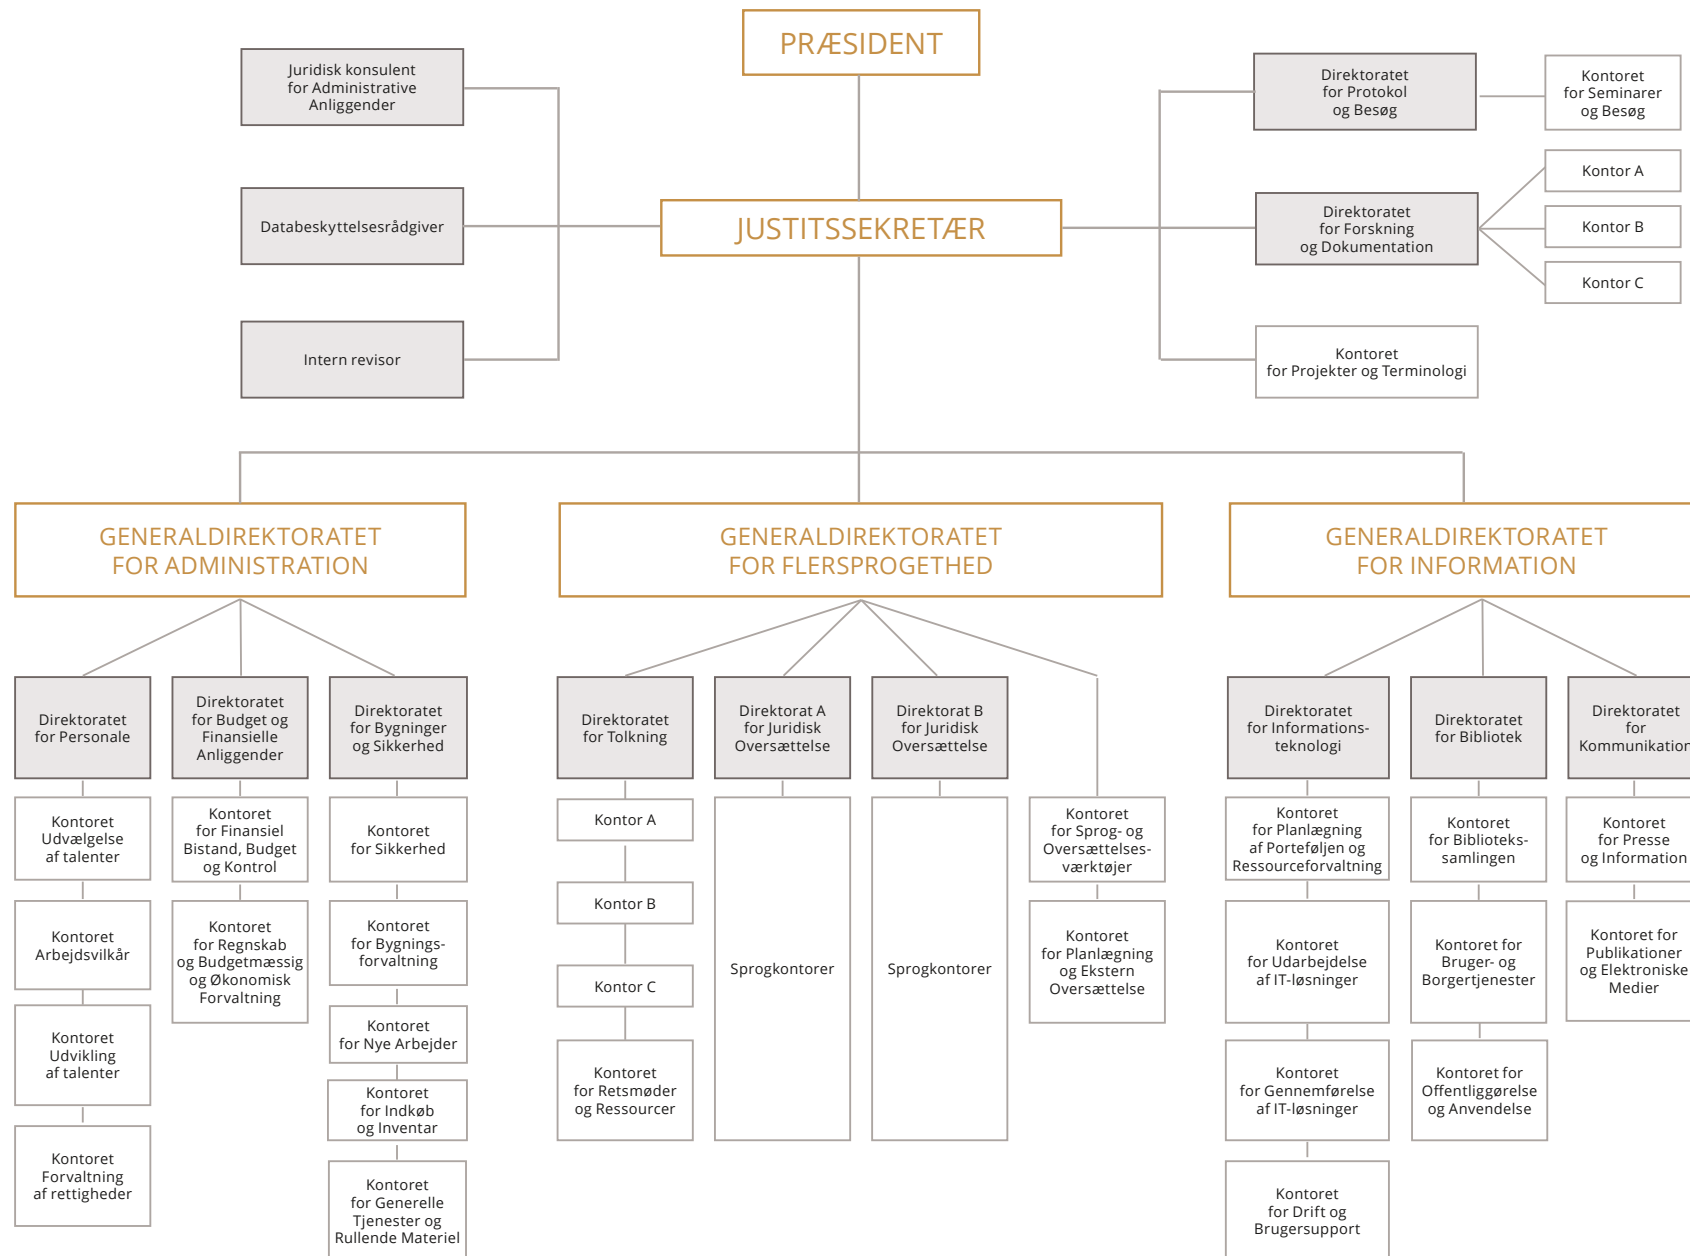 PRÆSIDENT
Juridisk konsulent
for Administrative
Anliggender
Direktoratet
for Protokol
og Besøg
Kontoret
for Seminarer
og Besøg
Kontor A
Databeskyttelsesrådgiver
JUSTITSSEKRETÆR
Direktoratet
for Forskning
og Dokumentation
Kontor B
Kontor C
Intern revisor
Kontoret
for Projekter og Terminologi
GENERALDIREKTORATET
FOR ADMINISTRATION
GENERALDIREKTORATET
FOR FLERSPROGETHED
GENERALDIREKTORATET
FOR INFORMATION
Direktoratet
for Personale
Direktoratet
for Budget og
Finansielle
Anliggender
Direktoratet
for Bygninger
og Sikkerhed
Direktoratet
for Tolkning
Direktorat A
for Juridisk
Oversættelse
Direktorat B
for Juridisk
Oversættelse
Direktoratet
for Informations-
teknologi
Direktoratet
for Bibliotek
Direktoratet
for
Kommunikation
Kontoret
Udvælgelse
af talenter
Kontoret
for Finansiel
Bistand, Budget
og Kontrol
Kontoret
for Sikkerhed
Kontor A
Kontoret
for Sprog- og
Oversættelses-
værktøjer
Kontoret
for Planlægning
af Porteføljen og
Ressourceforvaltning
Kontoret
for Biblioteks-
samlingen
Kontoret
for Presse
og Information
Kontoret
Arbejdsvilkår
Kontoret
for Regnskab
og Budgetmæssig
og Økonomisk
Forvaltning
Kontoret
for Bygnings-
forvaltning
Kontor B
Kontor C
Sprogkontorer
Sprogkontorer
Kontoret
for Planlægning
og Ekstern
Oversættelse
Kontoret
for Udarbejdelse
af IT-løsninger
Kontoret for
Bruger- og
Borgertjenester
Kontoret for
Publikationer
og Elektroniske
Medier
Kontoret
Udvikling
af talenter
Kontoret
for Nye Arbejder
Kontoret
for Indkøb
og Inventar
Kontoret
for Retsmøder
og Ressourcer
Kontoret
for Gennemførelse
af IT-løsninger
Kontoret for
Offentliggørelse
og Anvendelse
Kontoret
Forvaltning
af rettigheder
Kontoret
for Generelle
Tjenester og
Rullende Materiel
Kontoret
for Drift og
Brugersupport